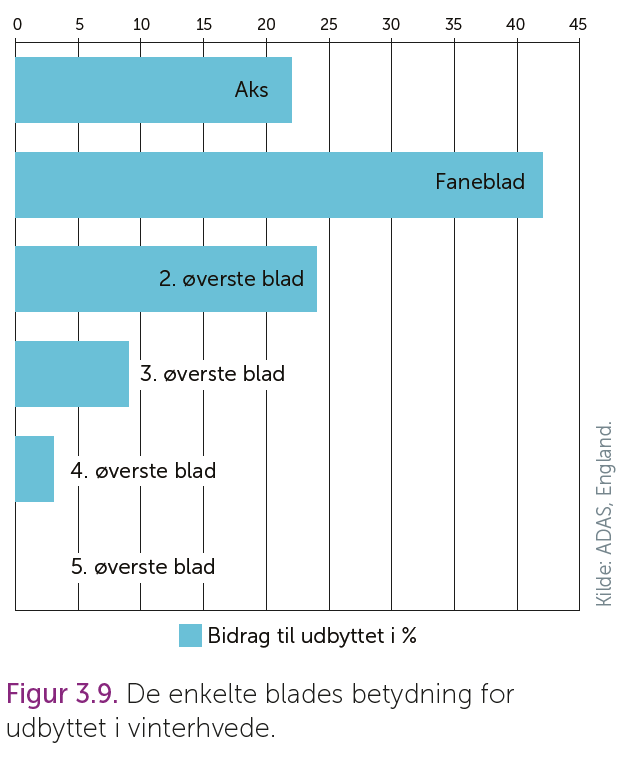 0 5 10 15 20 25 30 35 40 45
Aks
Faneblad
2. øverste blad
3. øverste blad
4. øverste blad
5. øverste blad
Kilde: ADAS, England.
Bidrag til udbyttet i %
Figur 3.9. De enkelte blades betydning for
udbyttet i vinterhvede.